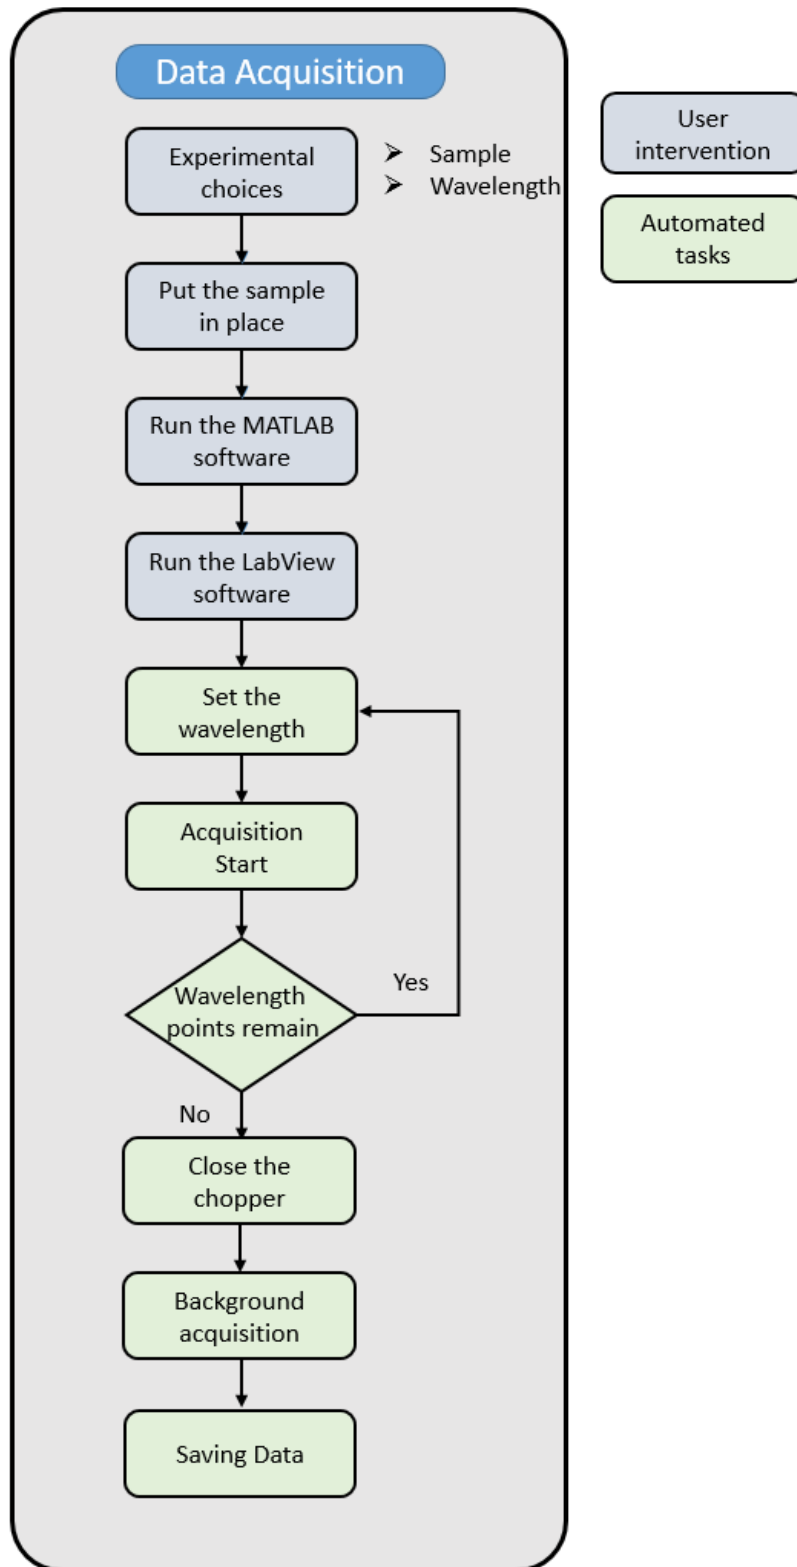 Data Acquisition
Experimental
choices
➢ Sample
➢ Wavelength
User
intervention
Automated
tasks
Put the sample
in place
Run the MATLAB
software
Run the LabView
software
Set the
wavelength
Acquisition
Start
Wavelength
points remain
Yes
No
Close the
chopper
Background
acquisition
Saving Data